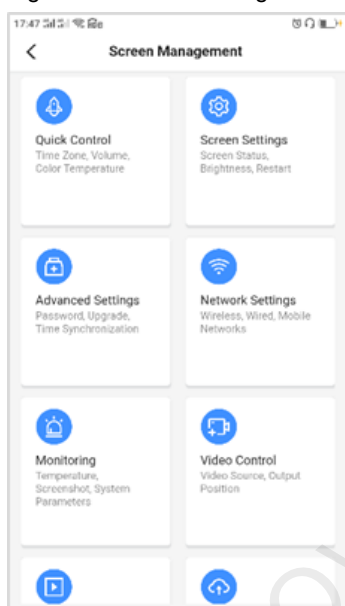 17:47
Screen Management
Quick Control
Time Zone, Volume,
Color Temperature
Screen Settings
Screen Status,
Brightness, Restart
Advanced Settings
Password, Upgrade,
Time Synchronization
Network Settings
Wireless, Wired, Mobile
Networks
Monitoring
Temperature,
Screenshot, System
Parameters
Video Control
Video Source, Output
Position